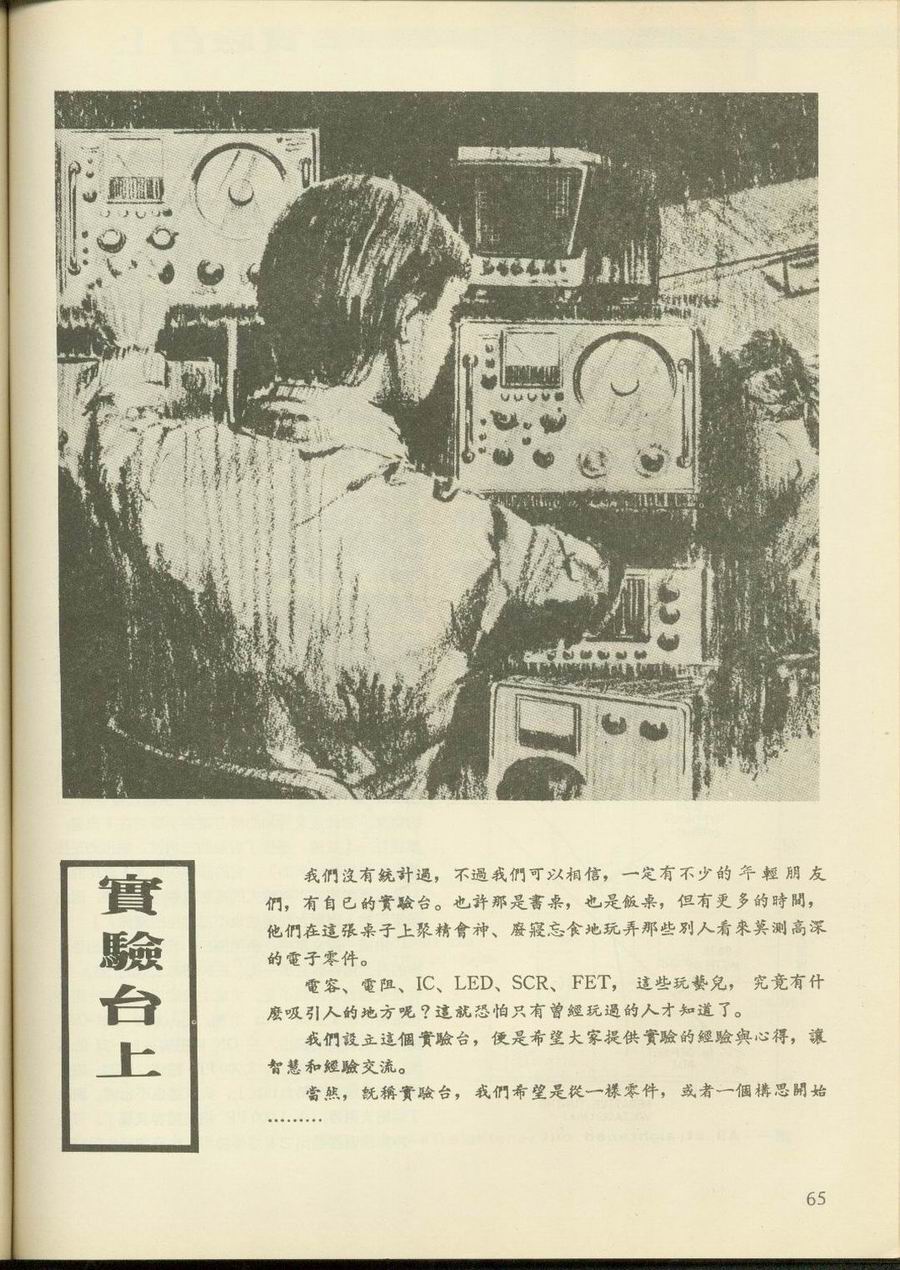 實驗台上
我們沒有統計過，不過我們可以相信，一定有不少的年輕朋友
們，有自已的實驗台。也許那是書桌，也是飯桌，但有更多的時間，
他們在這張桌子上聚精會神、廢寢忘食地玩弄那些別人看來莫測高深
的電子零件。
電容、電阻、IC、LED、SCR、FET，這些玩藝兒，究竟有什
麼吸引人的地方呢？這就恐怕只有曾經玩過的人才知道了。
我們設立這個實驗台，便是希望大家提供實驗的經驗與心得，讓
智慧和經驗交流。
當然，既稱實驗台，我們希望是從一樣零件，或者一個構思開始
………
65